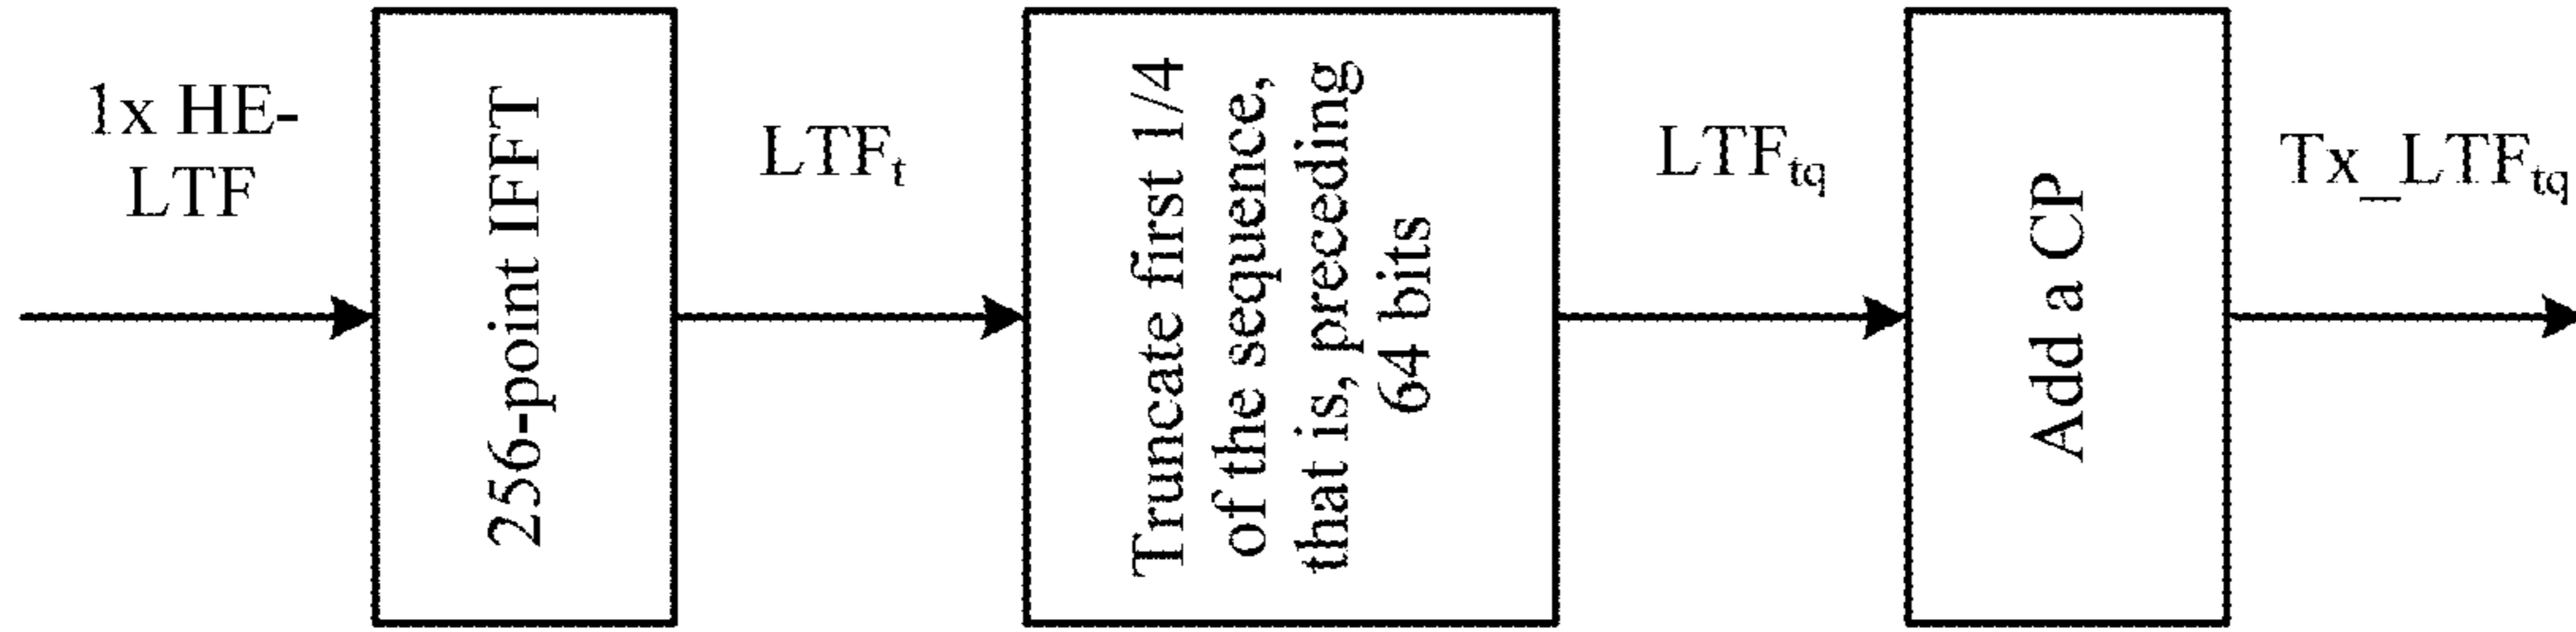 1x HE-
LTF
256-point IFFT
LTFt
Truncate first 1/4
of the sequence,
that is, preceding
64 bits
LTFtq
Add a CP
Tx_LTFtq